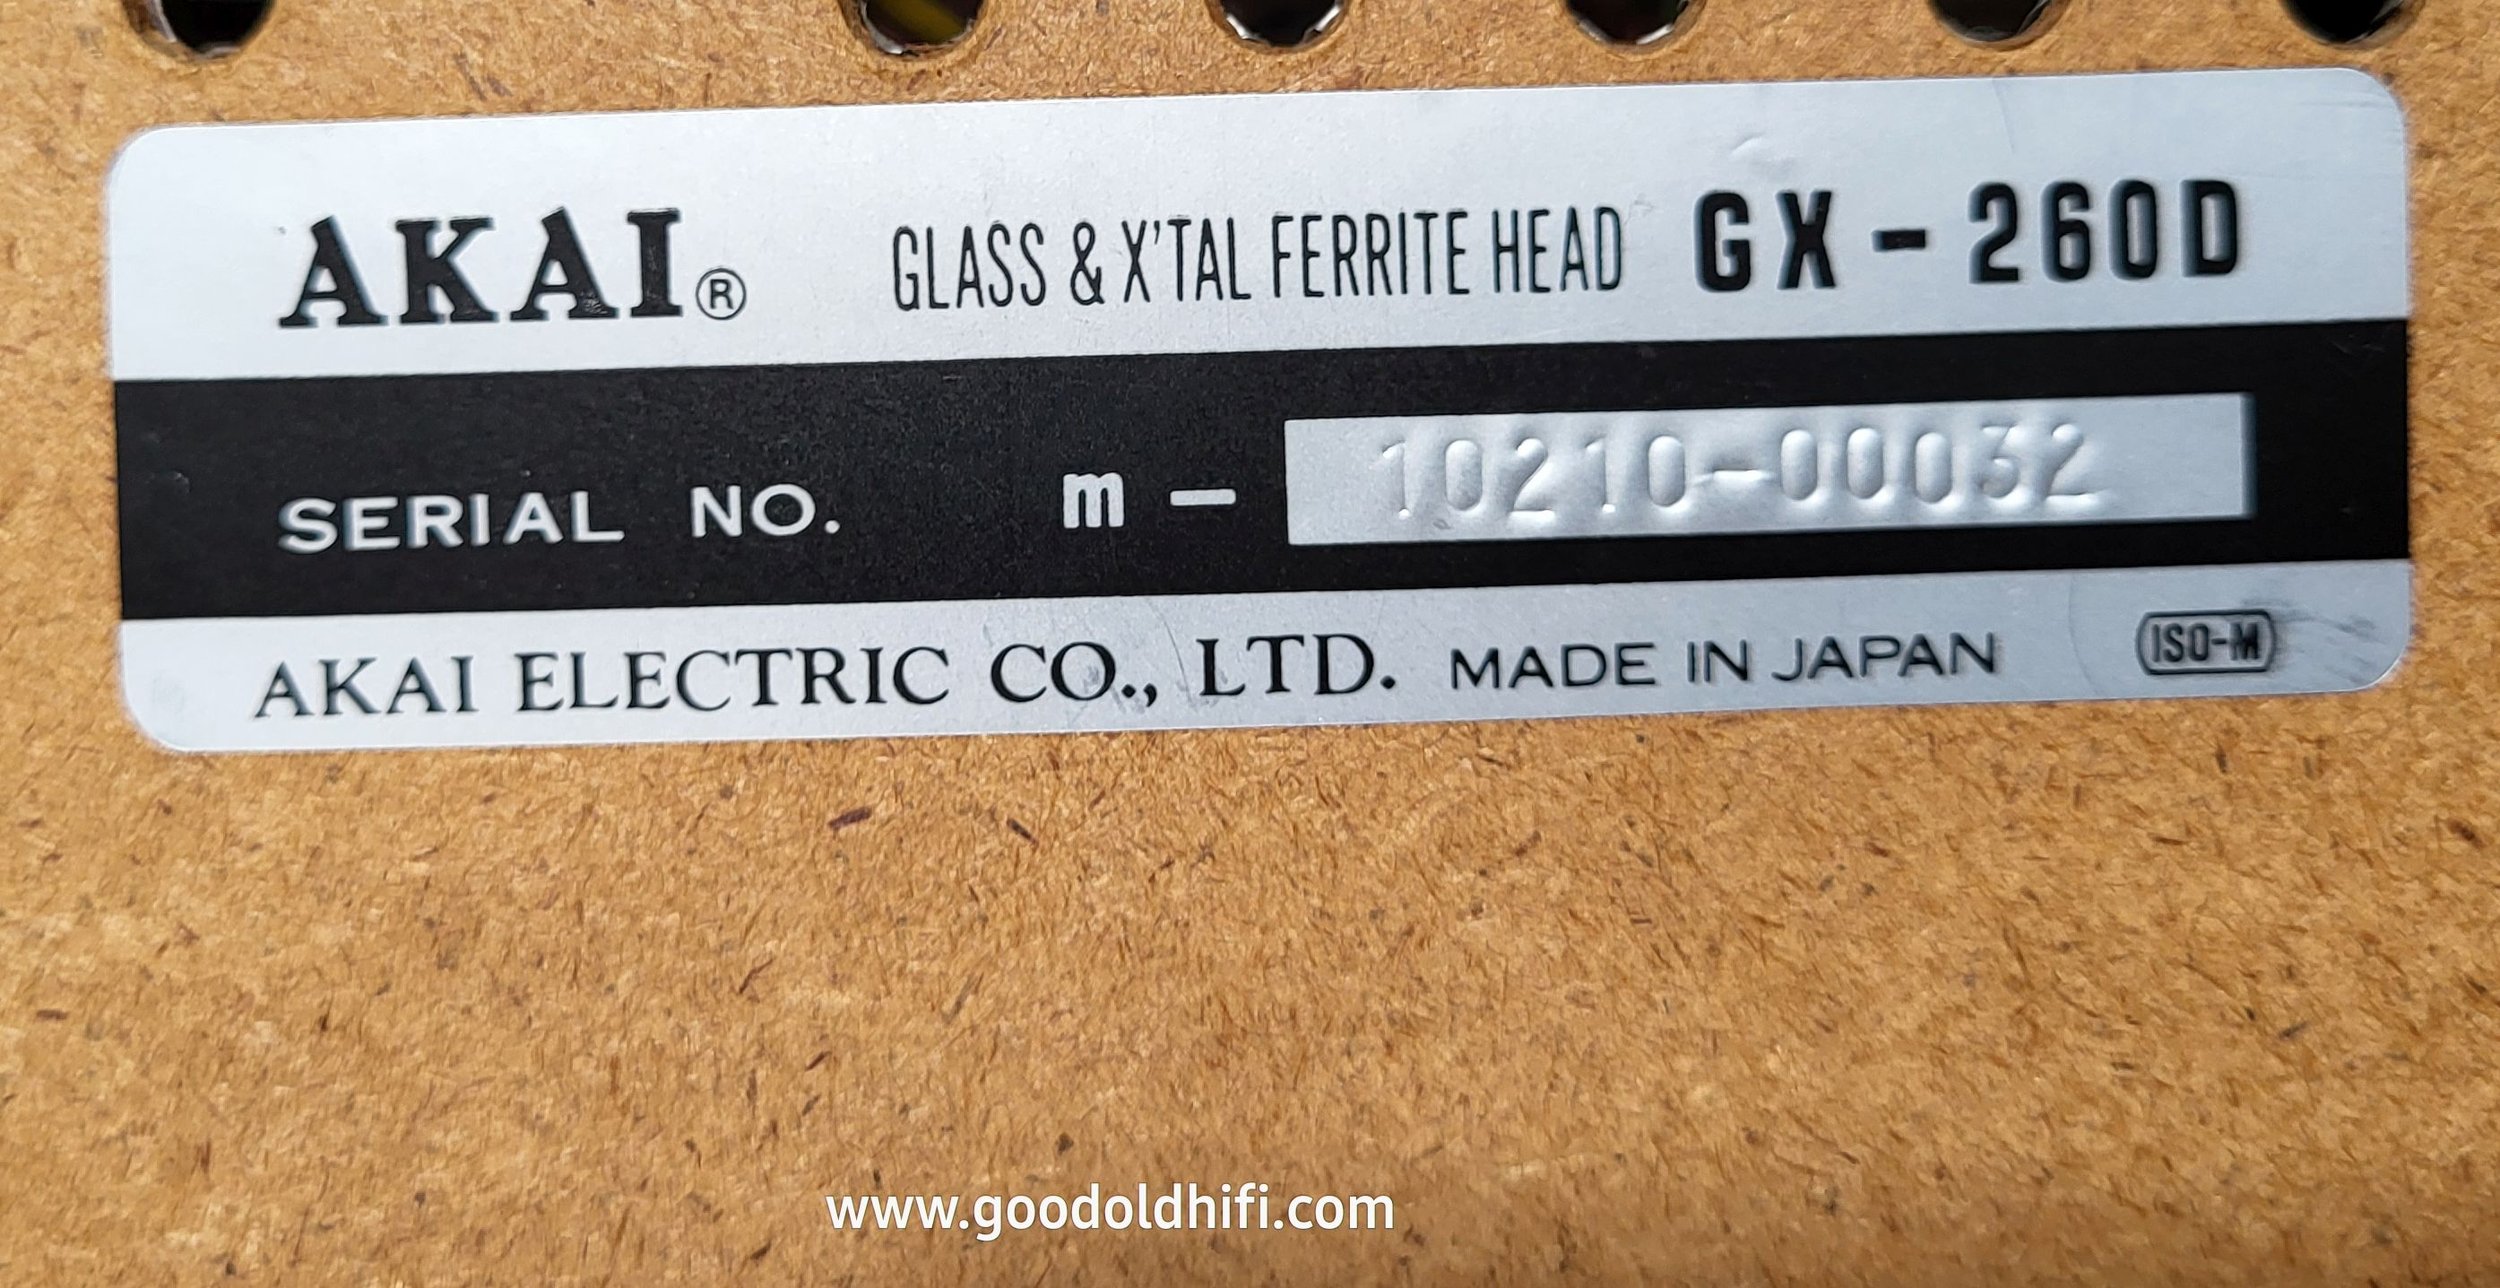 AKAI® GLASS & X'TAL FERRITE HEAD GX-260D
SERIAL NO. m- 10210-00032
AKAI ELECTRIC CO., LTD. MADE IN JAPAN ISO-M
www.goodoldhifi.com